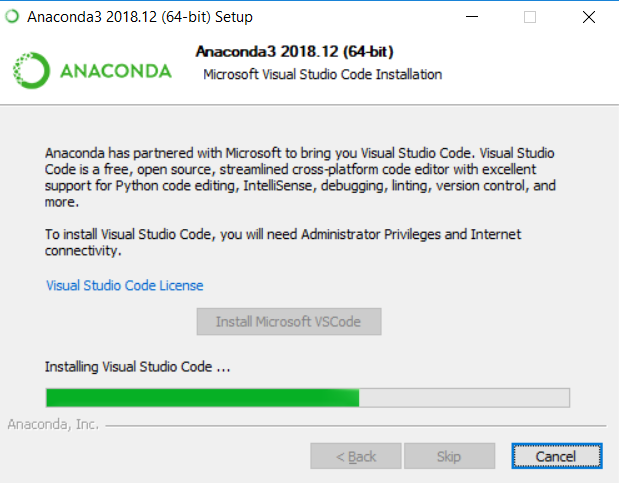 Anaconda3 2018.12 (64-bit) Setup
ANACONDA
Anaconda3 2018.12 (64-bit)
Microsoft Visual Studio Code Installation
Anaconda has partnered with Microsoft to bring you Visual Studio Code. Visual Studio
Code is a free, open source, streamlined cross-platform code editor with excellent
support for Python code editing, IntelliSense, debugging, linting, version control, and
more.
To install Visual Studio Code, you will need Administrator Privileges and Internet
connectivity.
Visual Studio Code License
Install Microsoft VSCode
Installing Visual Studio Code ...
Anaconda, Inc.
< Back
Skip
Cancel